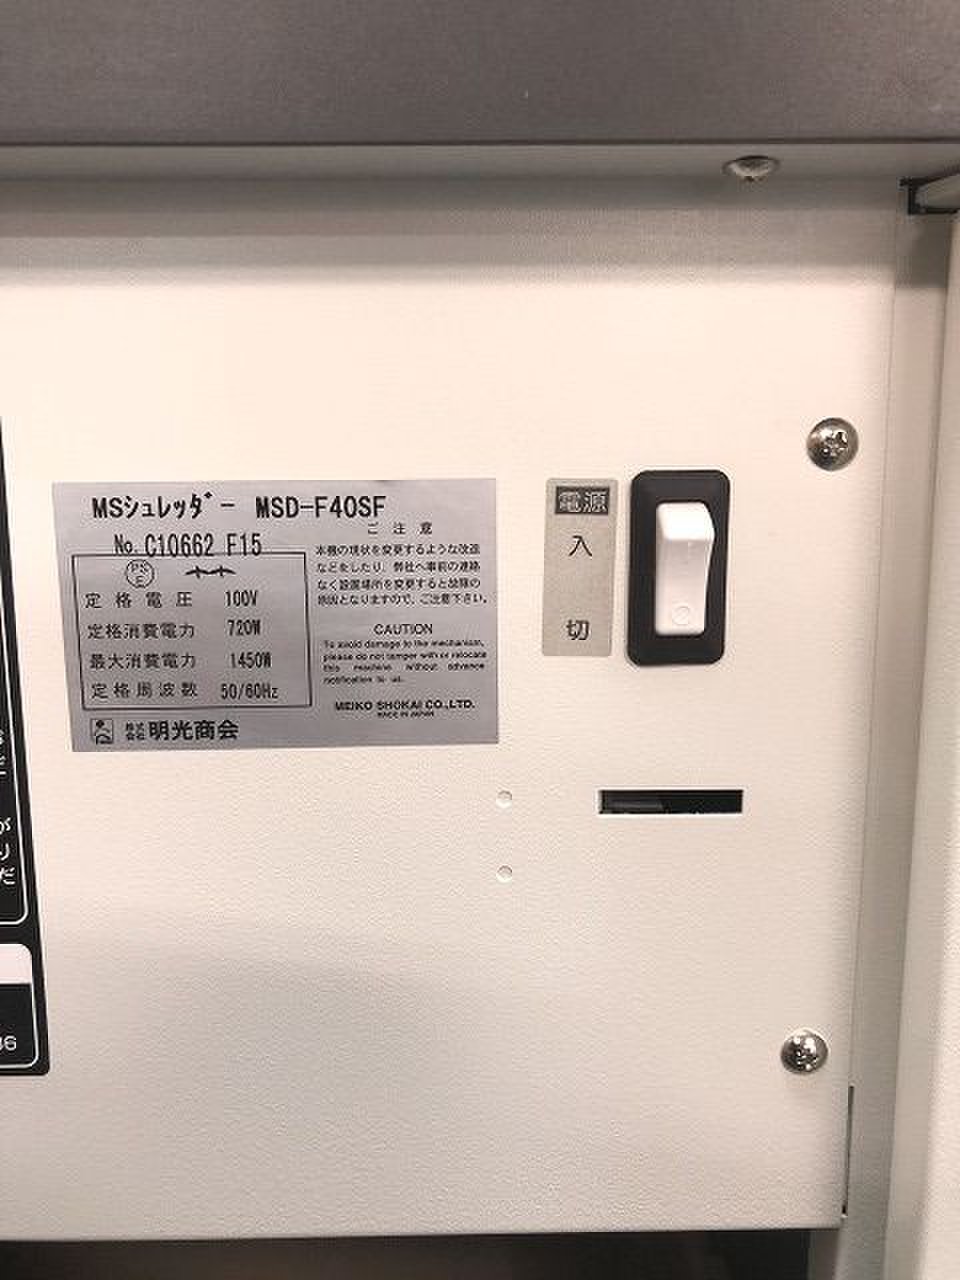 MSシュレッダー MSD-F40SF
No. C10662 F15
PS
E
定格電圧 100V
定格消費電力 720W
最大消費電力 1450W
定格周波数 50/60Hz
株式
会社 明光商会
ご注意
本機の現状を変更するような改造
などをしたり、弊社へ事前の連絡
なく設置場所を変更すると故障の
原因となりますので、ご注意下さい。
CAUTION
To avoid damage to the mechanism,
please do not tamper with or relocate
this machine without advance
notification to us.
MEIKO SHOKAI CO.,LTD.
MADE IN JAPAN
電源
入
切
がりだ